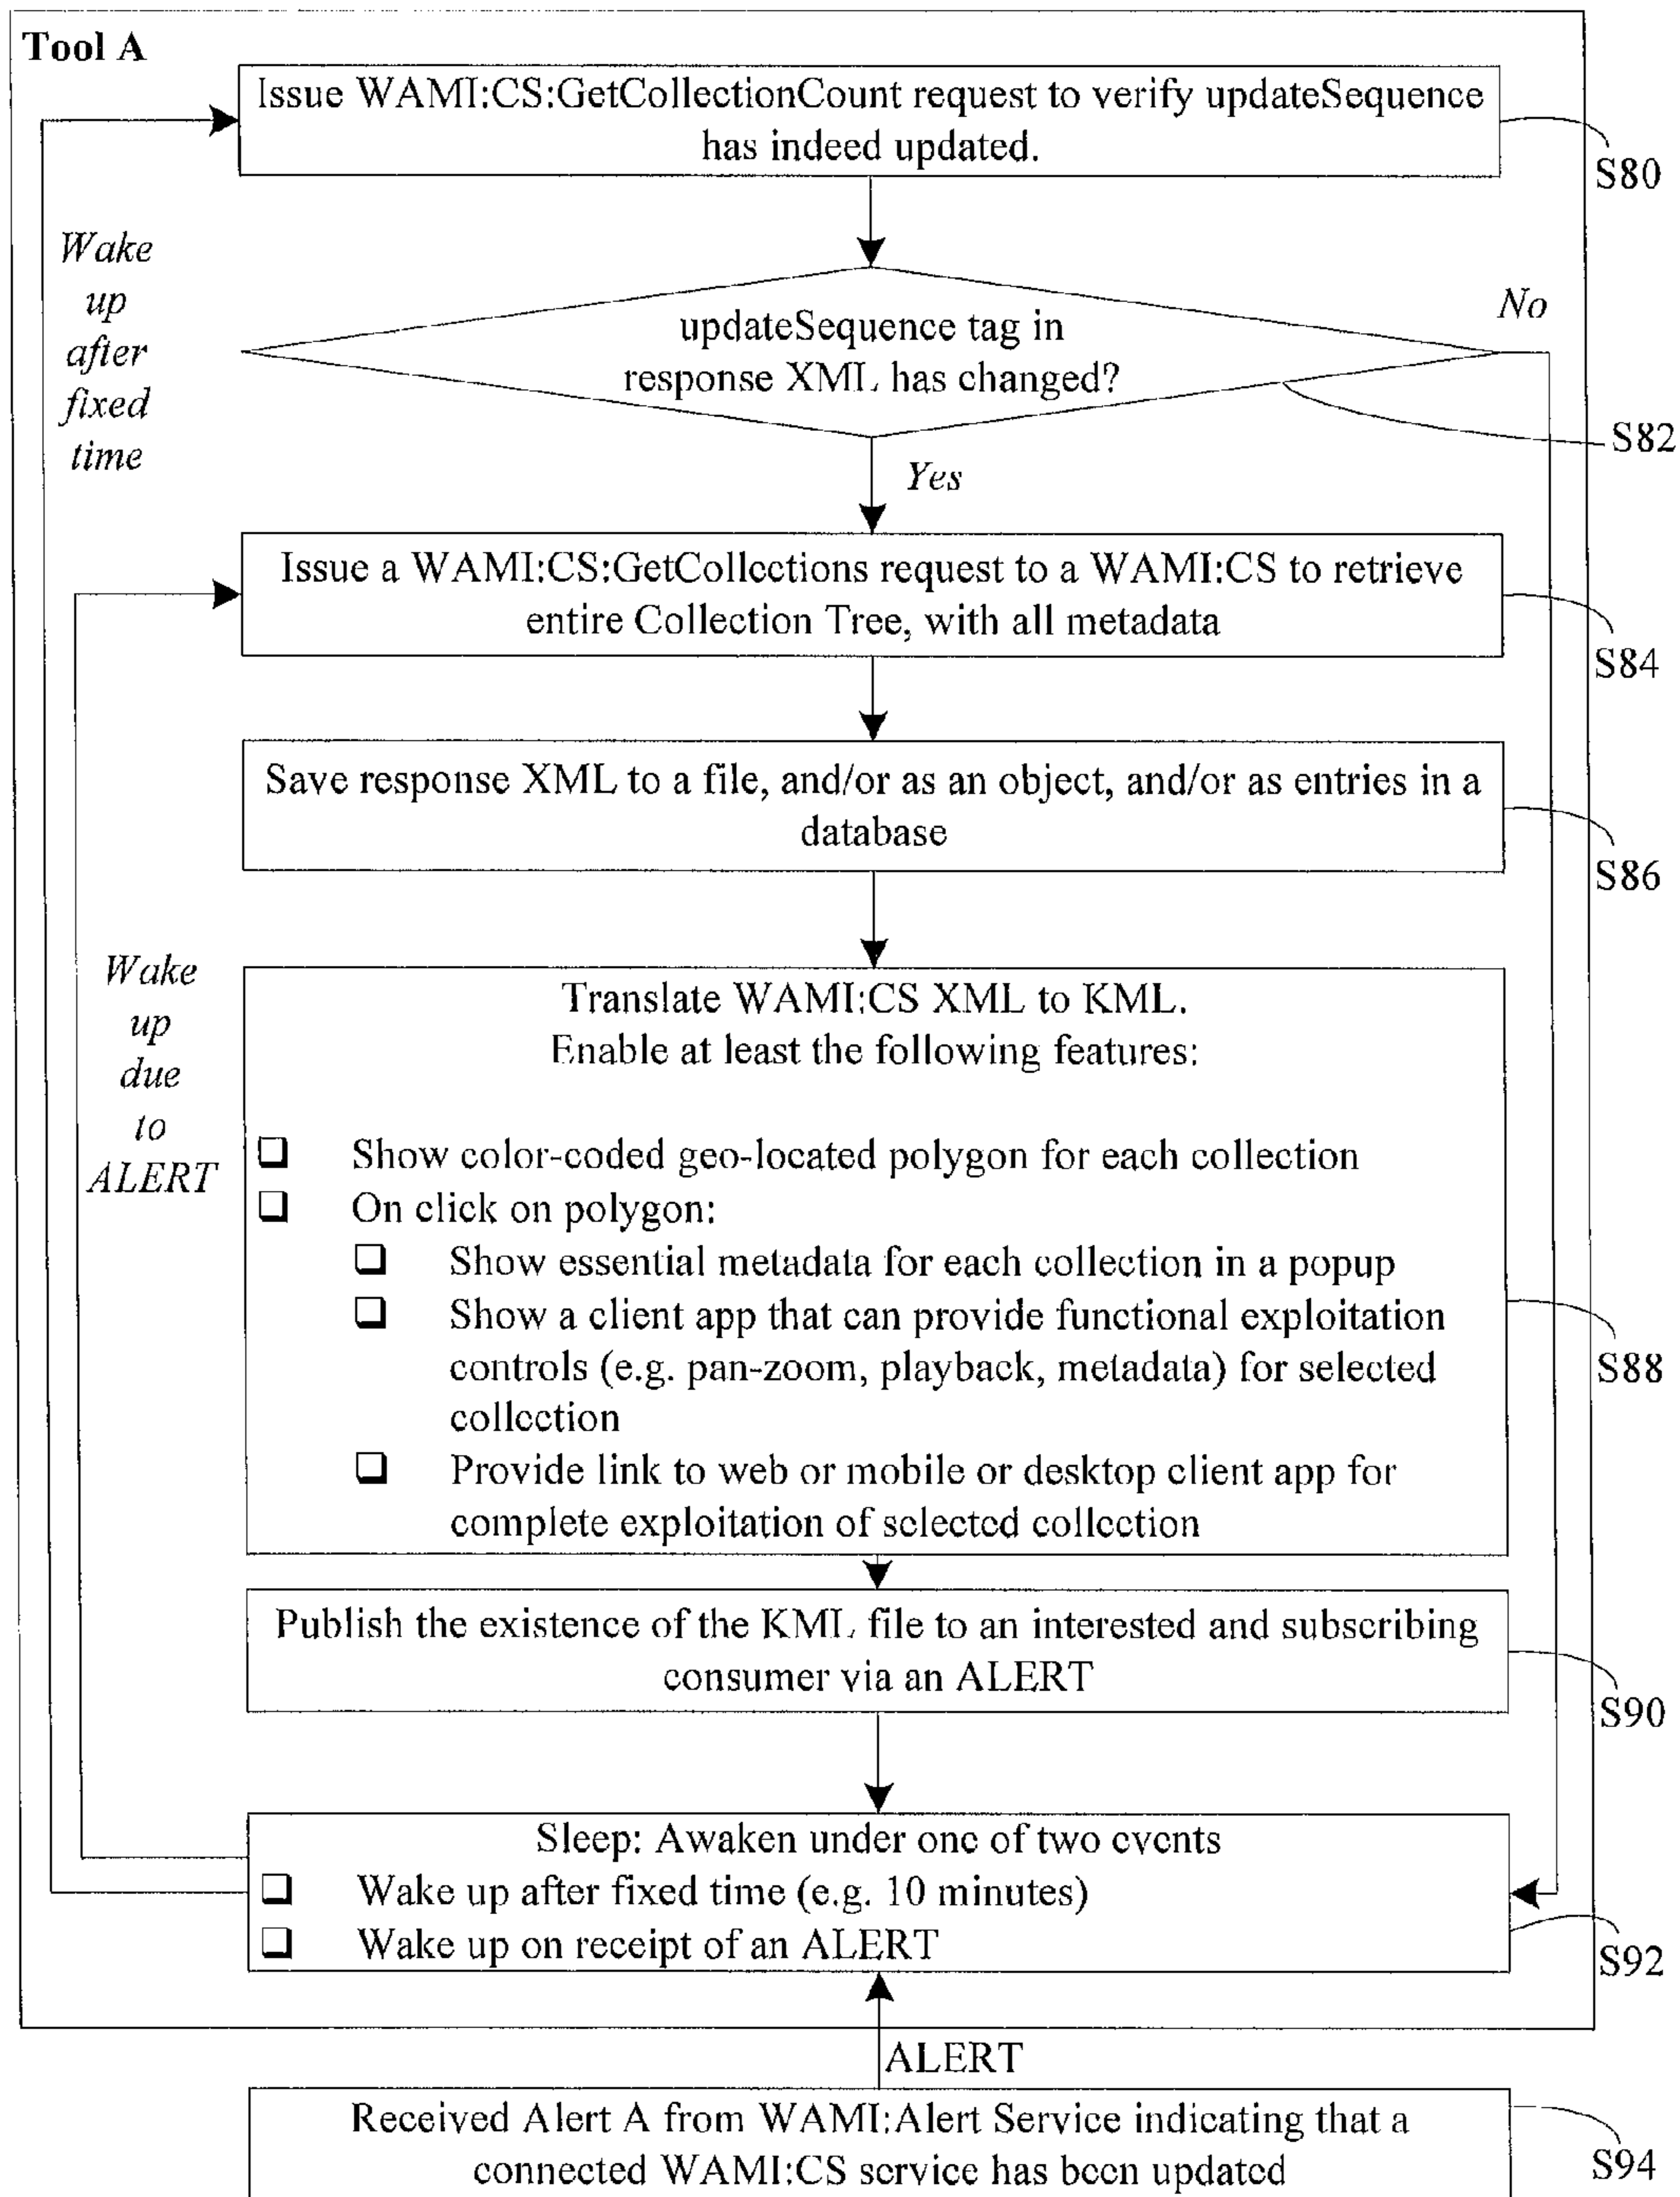 Tool A
Issue WAMI:CS:GetCollectionCount request to verify updateSequence
has indeed updated.
S80
Wake
up
after
fixed
time
updateSequence tag in
response XML has changed?
No
S82
Yes
Issue a WAMI:CS:GetCollections request to a WAMI:CS to retrieve
entire Collection Tree, with all metadata
S84
Save response XML to a file, and/or as an object, and/or as entries in a
database
S86
Wake
up
due
to
ALERT
Translate WAMI:CS XML to KML.
Enable at least the following features:
❑ Show color-coded geo-located polygon for each collection
❑ On click on polygon:
❑ Show essential metadata for each collection in a popup
❑ Show a client app that can provide functional exploitation
controls (e.g. pan-zoom, playback, metadata) for selected
collection
❑ Provide link to web or mobile or desktop client app for
complete exploitation of selected collection
S88
Publish the existence of the KML file to an interested and subscribing
consumer via an ALERT
S90
Sleep: Awaken under one of two events
❑ Wake up after fixed time (e.g. 10 minutes)
❑ Wake up on receipt of an ALERT
S92
ALERT
Received Alert A from WAMI:Alert Service indicating that a
connected WAMI:CS service has been updated
S94